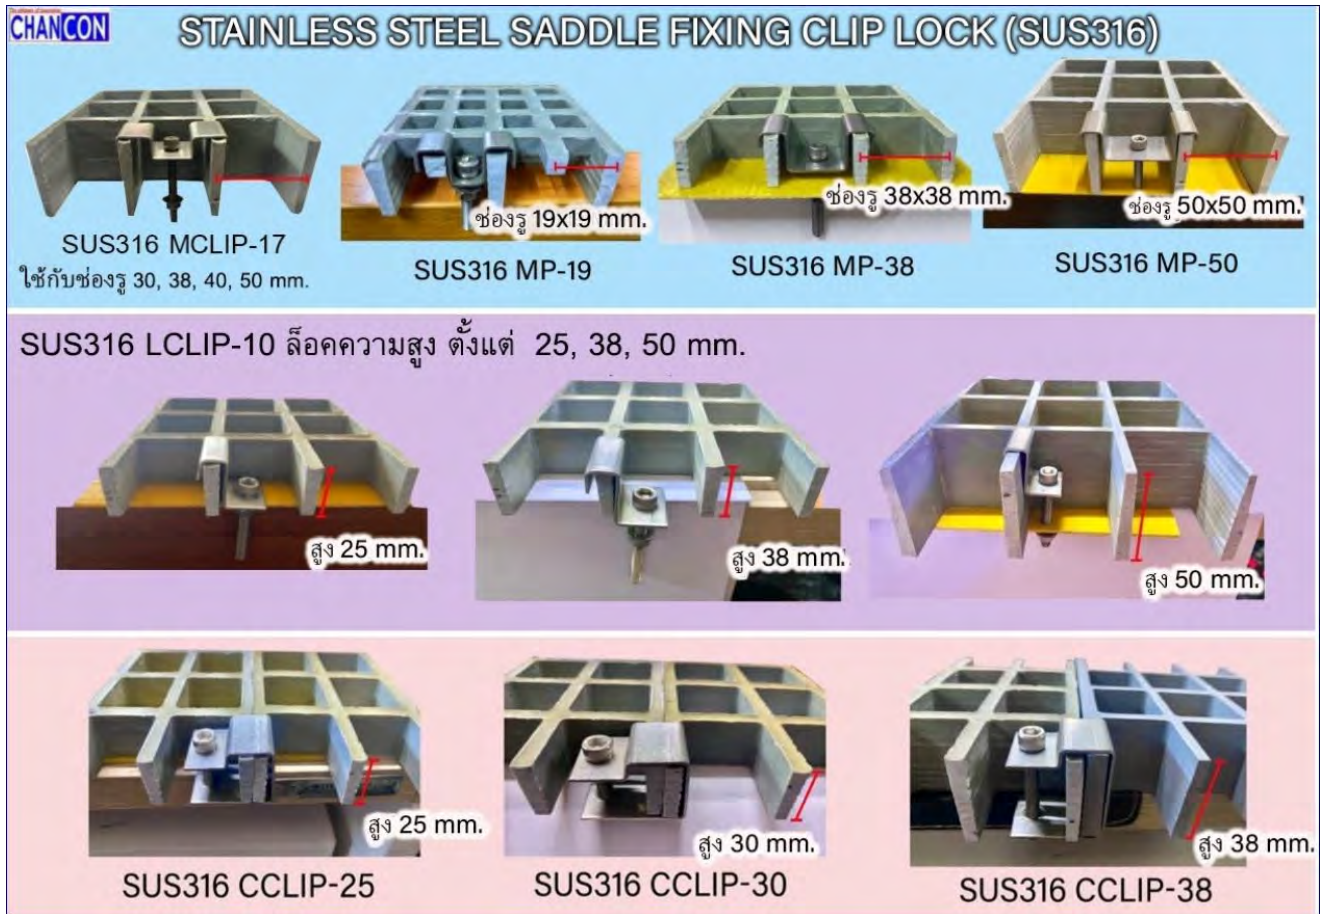 CHANCON
STAINLESS STEEL SADDLE FIXING CLIP LOCK (SUS316)
SUS316 MCLIP-17
ใช้กับช่องรู 30, 38, 40, 50 mm.
ช่องรู 19x19 mm.
SUS316 MP-19
ช่องรู 38x38 mm.
SUS316 MP-38
ช่องรู 50x50 mm.
SUS316 MP-50
SUS316 LCLIP-10 ล็อคความสูง ตั้งแต่ 25, 38, 50 mm.
สูง 25 mm.
สูง 38 mm.
สูง 50 mm.
สูง 25 mm.
SUS316 CCLIP-25
สูง 30 mm.
SUS316 CCLIP-30
สูง 38 mm.
SUS316 CCLIP-38